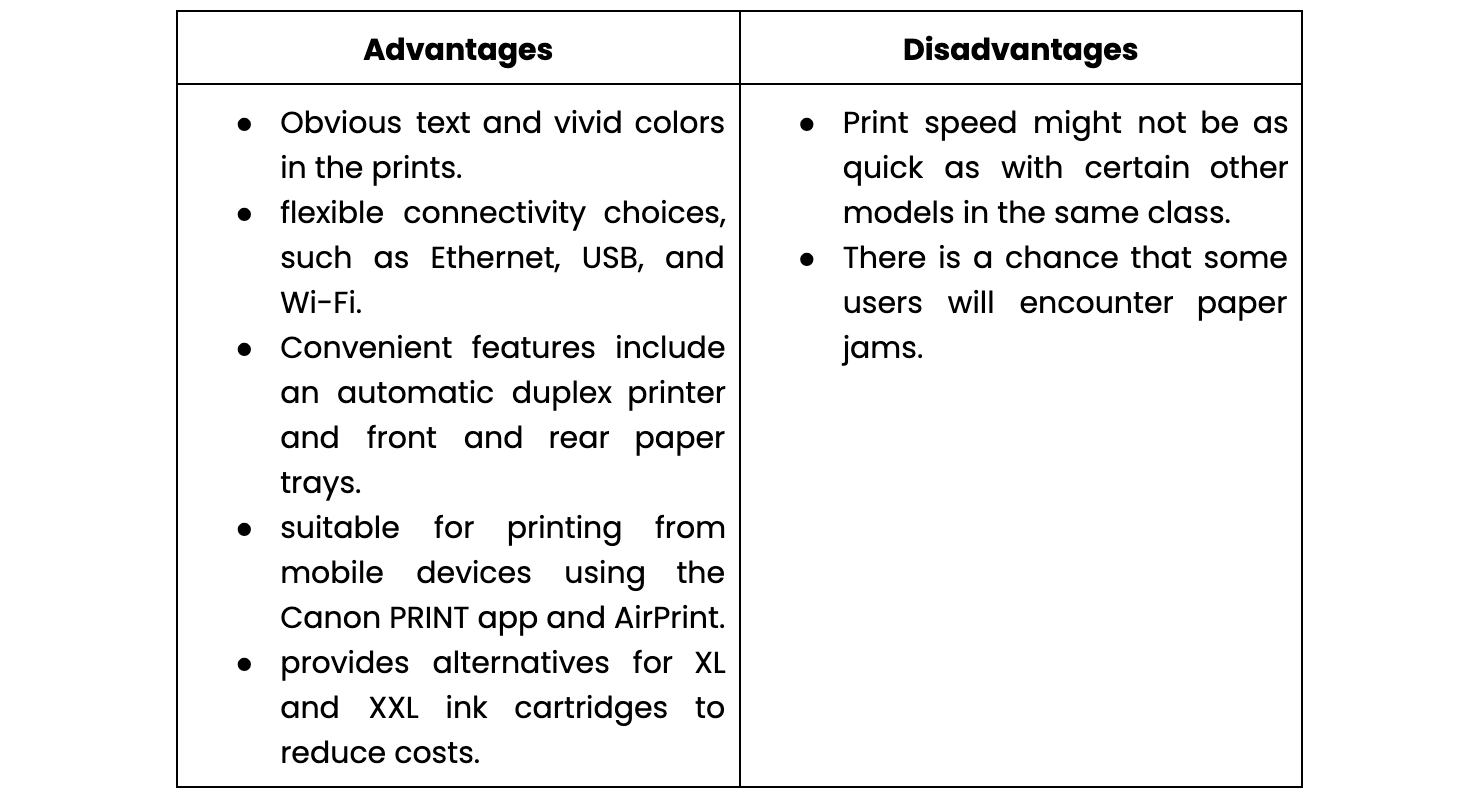 Advantages
Disadvantages
● Obvious text and vivid colors
in the prints.
● flexible connectivity choices,
such as Ethernet, USB, and
Wi-Fi.
● Convenient features include
an automatic duplex printer
and front and rear paper
trays.
● suitable for printing from
mobile devices using the
Canon PRINT app and AirPrint.
● provides alternatives for XL
and XXL ink cartridges to
reduce costs.
● Print speed might not be as
quick as with certain other
models in the same class.
● There is a chance that some
users will encounter paper
jams.